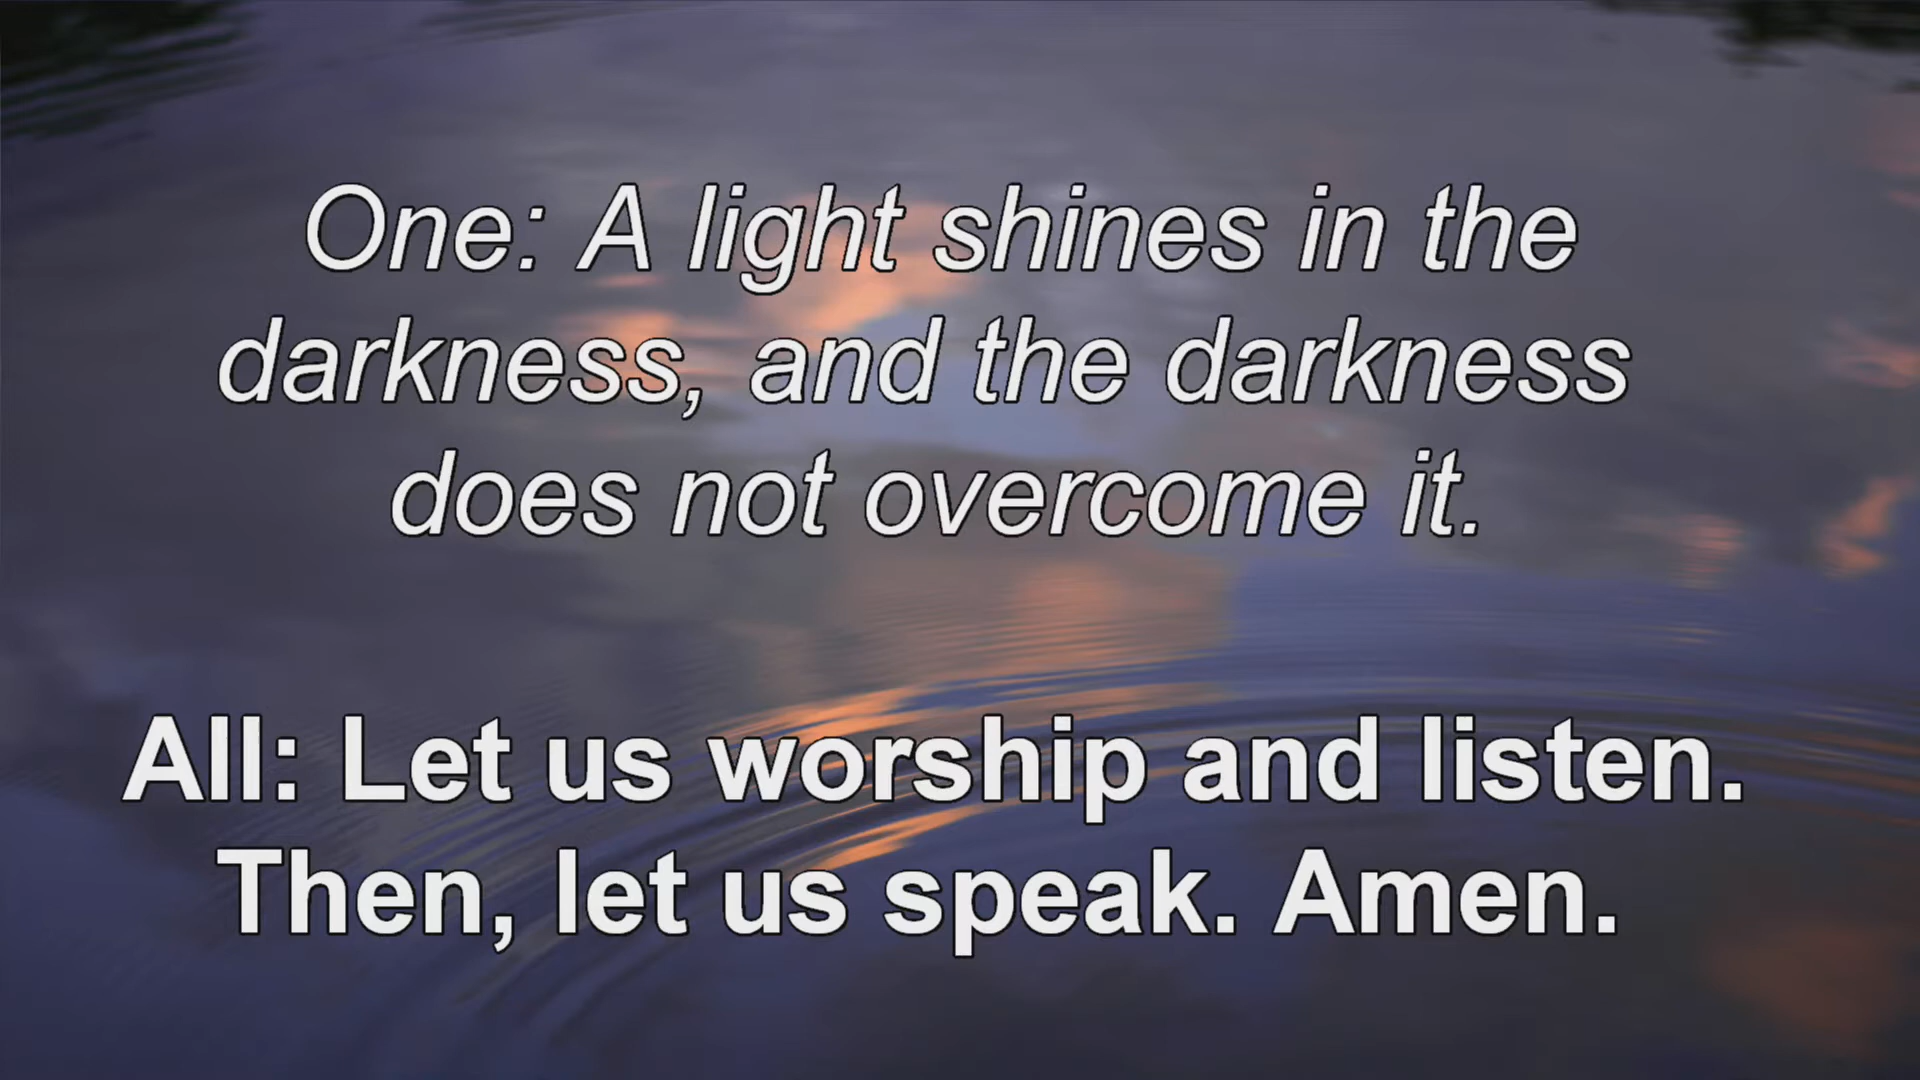 One: A light shines in the
darkness, and the darkness
does not overcome it.
All: Let us worship and listen.
Then, let us speak. Amen.